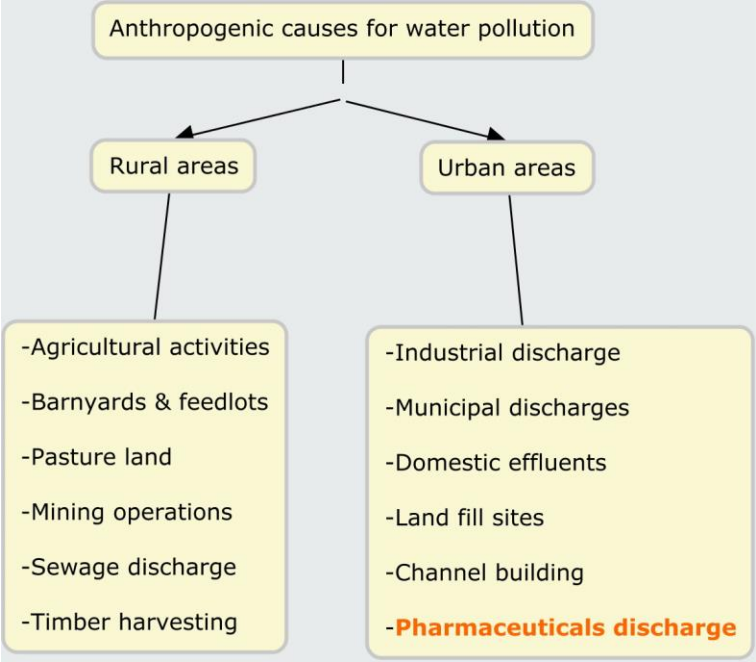 Anthropogenic causes for water pollution
Rural areas
Urban areas
-Agricultural activities
-Barnyards & feedlots
-Pasture land
-Mining operations
-Sewage discharge
-Timber harvesting
-Industrial discharge
-Municipal discharges
-Domestic effluents
-Land fill sites
-Channel building
-Pharmaceuticals discharge